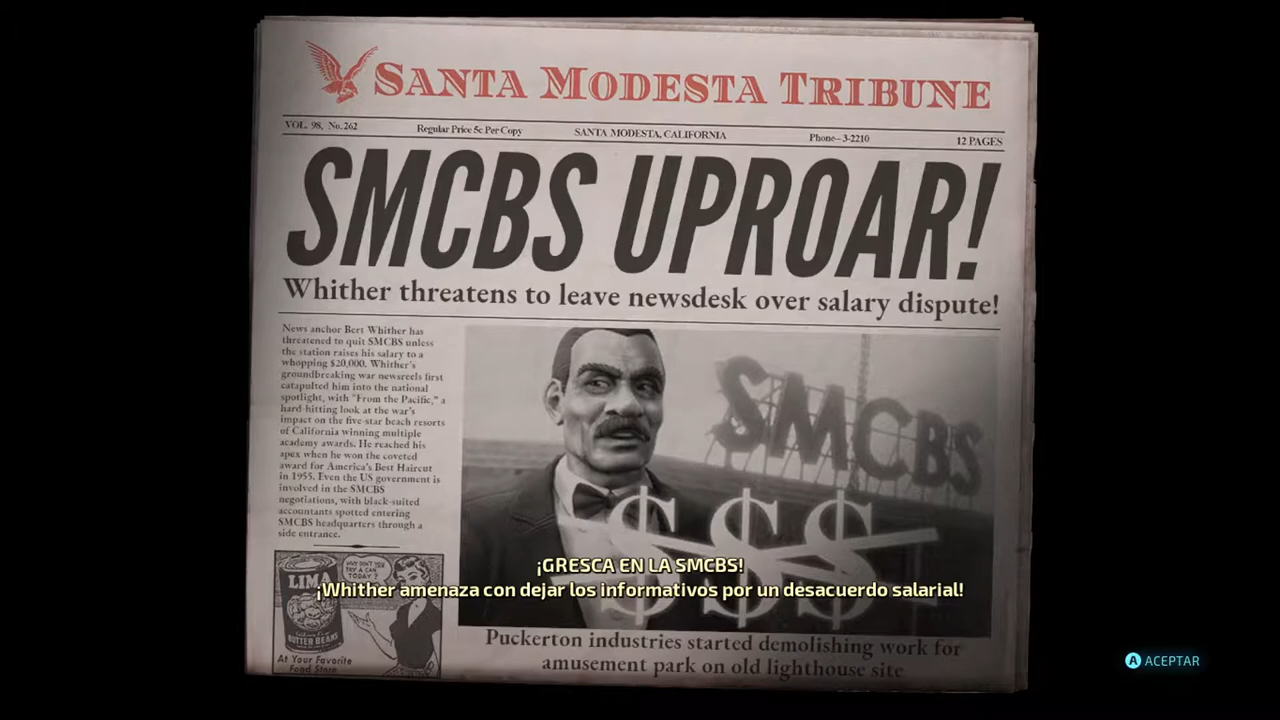 SANTA MODESTA TRIBUNE
VOL. 98, No. 262
Regular Price 5c Per Copy
SANTA MODESTA, CALIFORNIA
Phone–3-2210
12 PAGES
SMCBS UPROAR!
Whither threatens to leave newsdesk over salary dispute!
News anchor Bert Whither has
threatened to quit SMCBS unless
the station raises his salary to a
whopping $20,000. Whither's
groundbreaking war newsreels first
catapulted him into the national
spotlight, with "From the Pacific," a
hard-hitting look at the war's
impact on the five-star beach resorts
of California winning multiple
academy awards. He reached his
apex when he won the coveted
award for America's Best Haircut
in 1955. Even the US government is
involved in the SMCBS
negotiations, with black-suited
accountants spotted entering
SMCBS headquarters through a
side entrance.
SMCBS
$$$
WHY DON'T YOU
TRY A CAN
TODAY?
LIMA
BUTTER BEANS
At Your Favorite
Food Store
¡GRESCA EN LA SMCBS!
¡Whither amenaza con dejar los informativos por un desacuerdo salarial!
Puckerton industries started demolishing work for
amusement park on old lighthouse site
A ACEPTAR